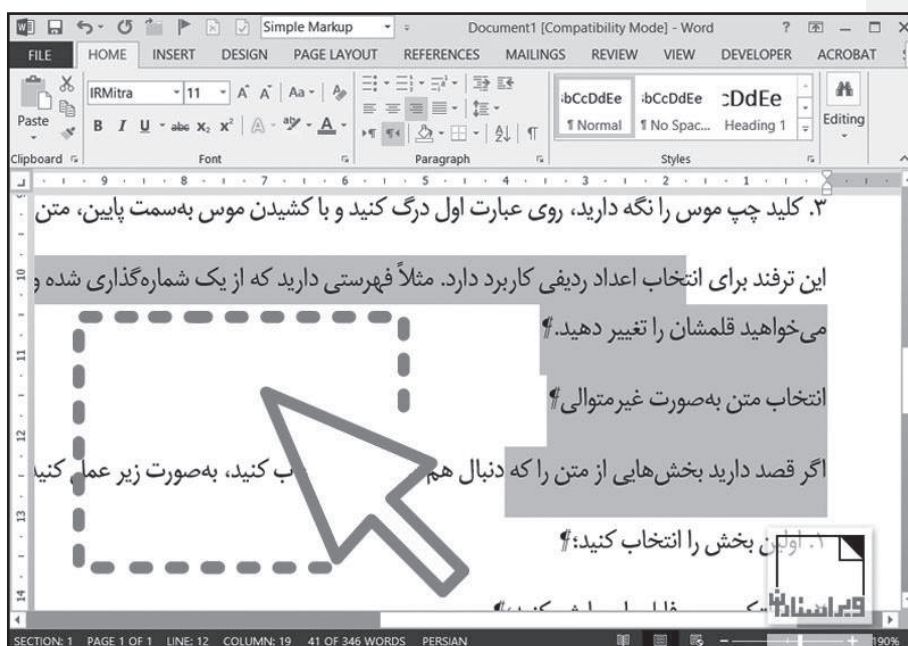 Simple Markup
Document1 [Compatibility Mode] - Word
FILE HOME INSERT DESIGN PAGE LAYOUT REFERENCES MAILINGS REVIEW VIEW DEVELOPER ACROBAT
IRMitra 11
Paste
Editing
¶ Normal ¶ No Spac... Heading 1
Clipboard Font Paragraph Styles
۳. کلید چپ موس را نگه دارید، روی عبارت اول درگ کنید و با کشیدن موس به‌سمت پایین، متن
این ترفند برای انتخاب اعداد ردیفی کاربرد دارد. مثلاً فهرستی دارید که از یک شماره‌گذاری شده و
می‌خواهید قلمشان را تغییر دهید.¶
انتخاب متن به‌صورت غیرمتوالی¶
اگر قصد دارید بخش‌هایی از متن را که دنبال هم کنید، به‌صورت زیر عمل کنید
۱. اولین بخش را انتخاب کنید؛¶
ویراستاران
SECTION: 1 PAGE 1 OF 1 LINE: 12 COLUMN: 19 41 OF 346 WORDS PERSIAN 190%